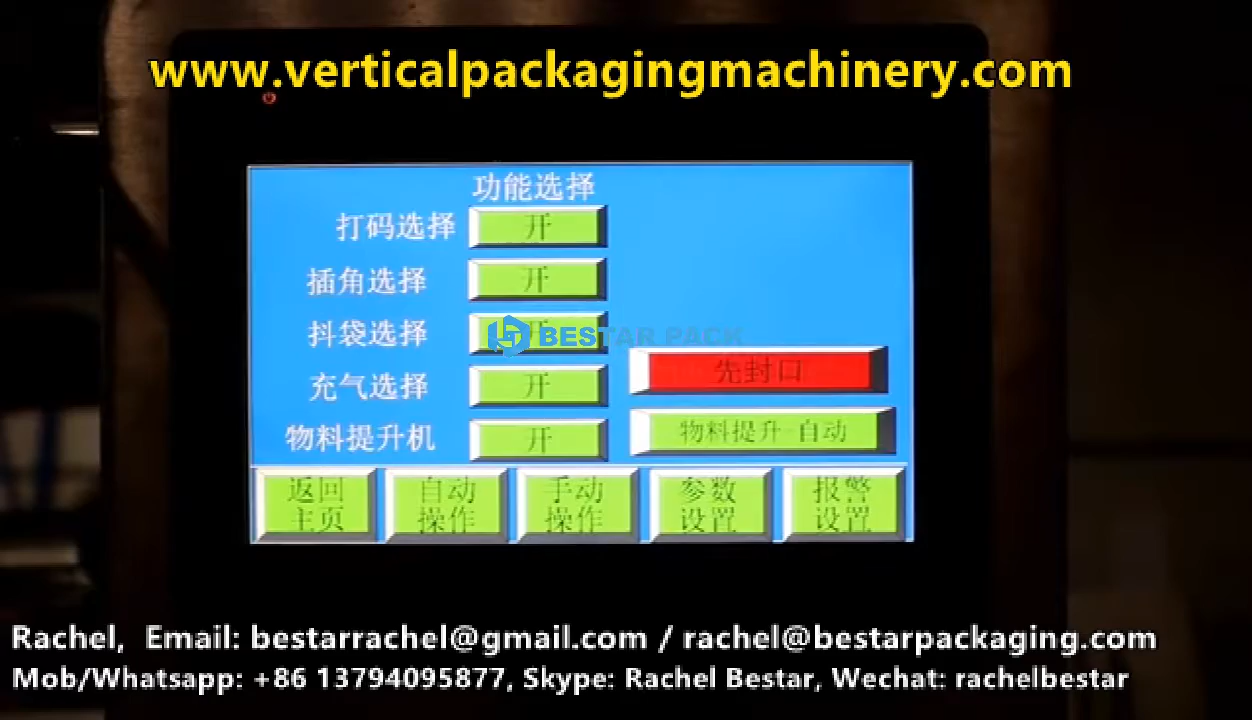 www.verticalpackagingmachinery.com
功能选择
打码选择 开
插角选择 开
抖袋选择 开
BESTAR PACK
先封口
充气选择 开
物料提升机 开
物料提升-自动
返回 自动 手动 参数 报警
主页 操作 操作 设置 设置
Rachel, Email: bestarrachel@gmail.com / rachel@bestarpackaging.com
Mob/Whatsapp: +86 13794095877, Skype: Rachel Bestar, Wechat: rachelbestar